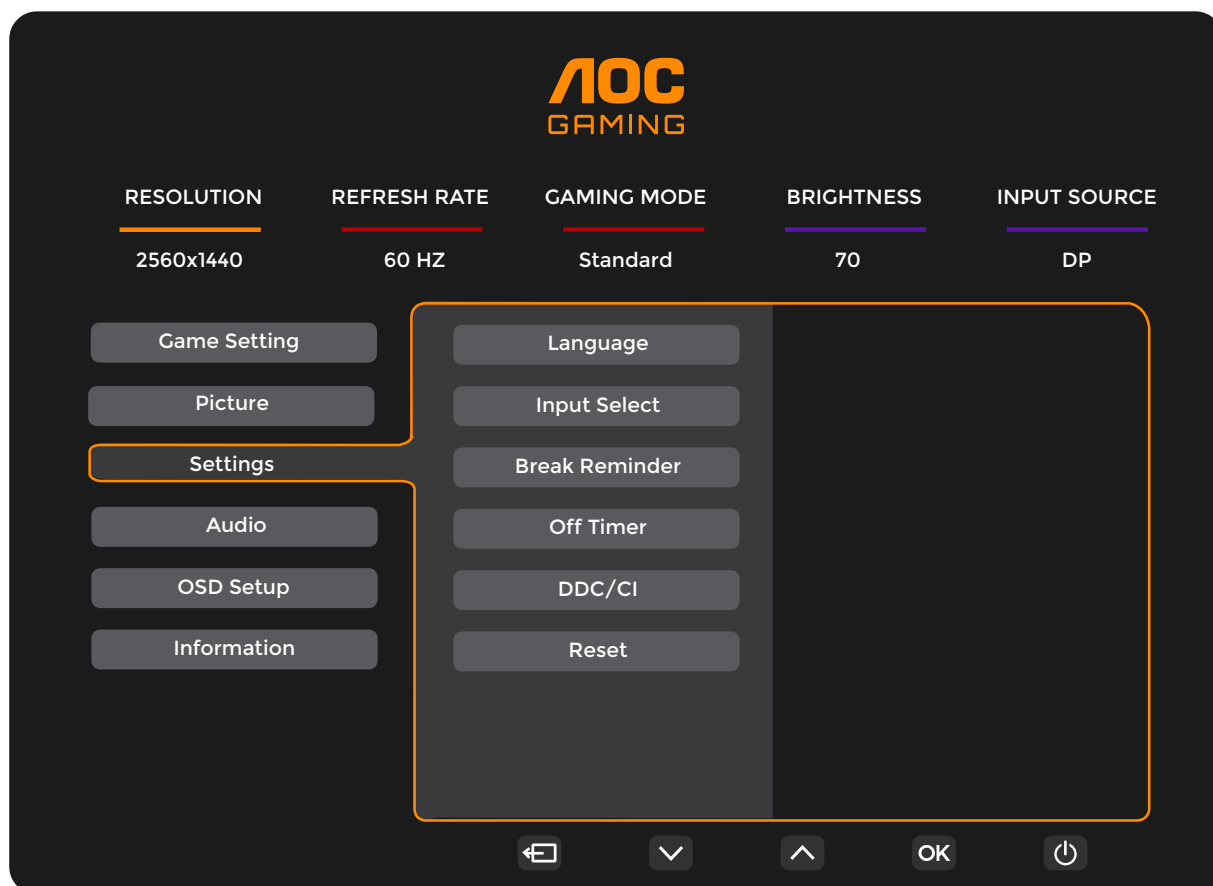 AOC
GAMING
RESOLUTION REFRESH RATE GAMING MODE BRIGHTNESS INPUT SOURCE
2560x1440 60 HZ Standard 70 DP
Game Setting
Picture
Settings
Audio
OSD Setup
Information
Language
Input Select
Break Reminder
Off Timer
DDC/CI
Reset
OK